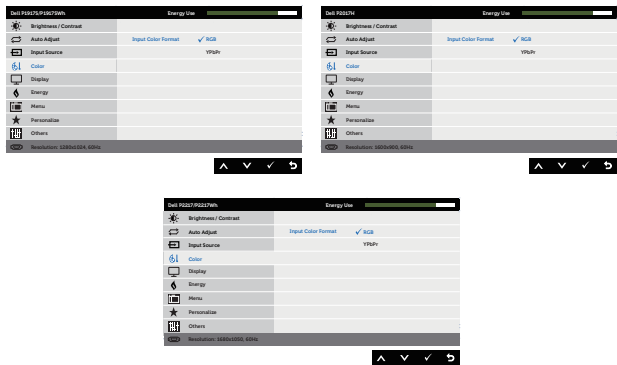 Dell P1917S/P1917SWh Energy Use
Brightness / Contrast
Auto Adjust Input Color Format ✓ RGB
Input Source YPbPr
Color
Display
Energy
Menu
Personalize
Others
Resolution: 1280x1024, 60Hz
Dell P2017H Energy Use
Brightness / Contrast
Auto Adjust Input Color Format ✓ RGB
Input Source YPbPr
Color
Display
Energy
Menu
Personalize
Others
Resolution: 1600x900, 60Hz
Dell P2217/P2217Wh Energy Use
Brightness / Contrast
Auto Adjust Input Color Format ✓ RGB
Input Source YPbPr
Color
Display
Energy
Menu
Personalize
Others
Resolution: 1680x1050, 60Hz